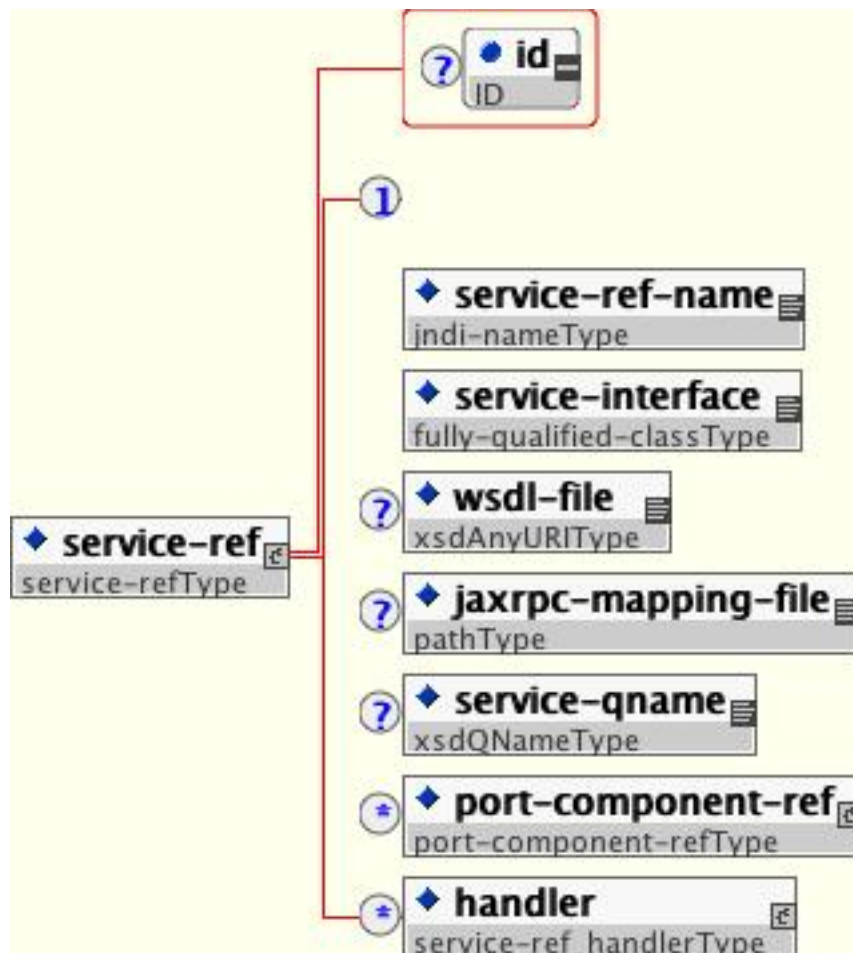 ? id
ID
1
service-ref-name
jndi-nameType
service-interface
fully-qualified-classType
? wsdl-file
xsdAnyURIType
service-ref
service-refType
? jaxrpc-mapping-file
pathType
? service-qname
xsdQNameType
* port-component-ref
port-component-refType
* handler
service-ref_handlerType